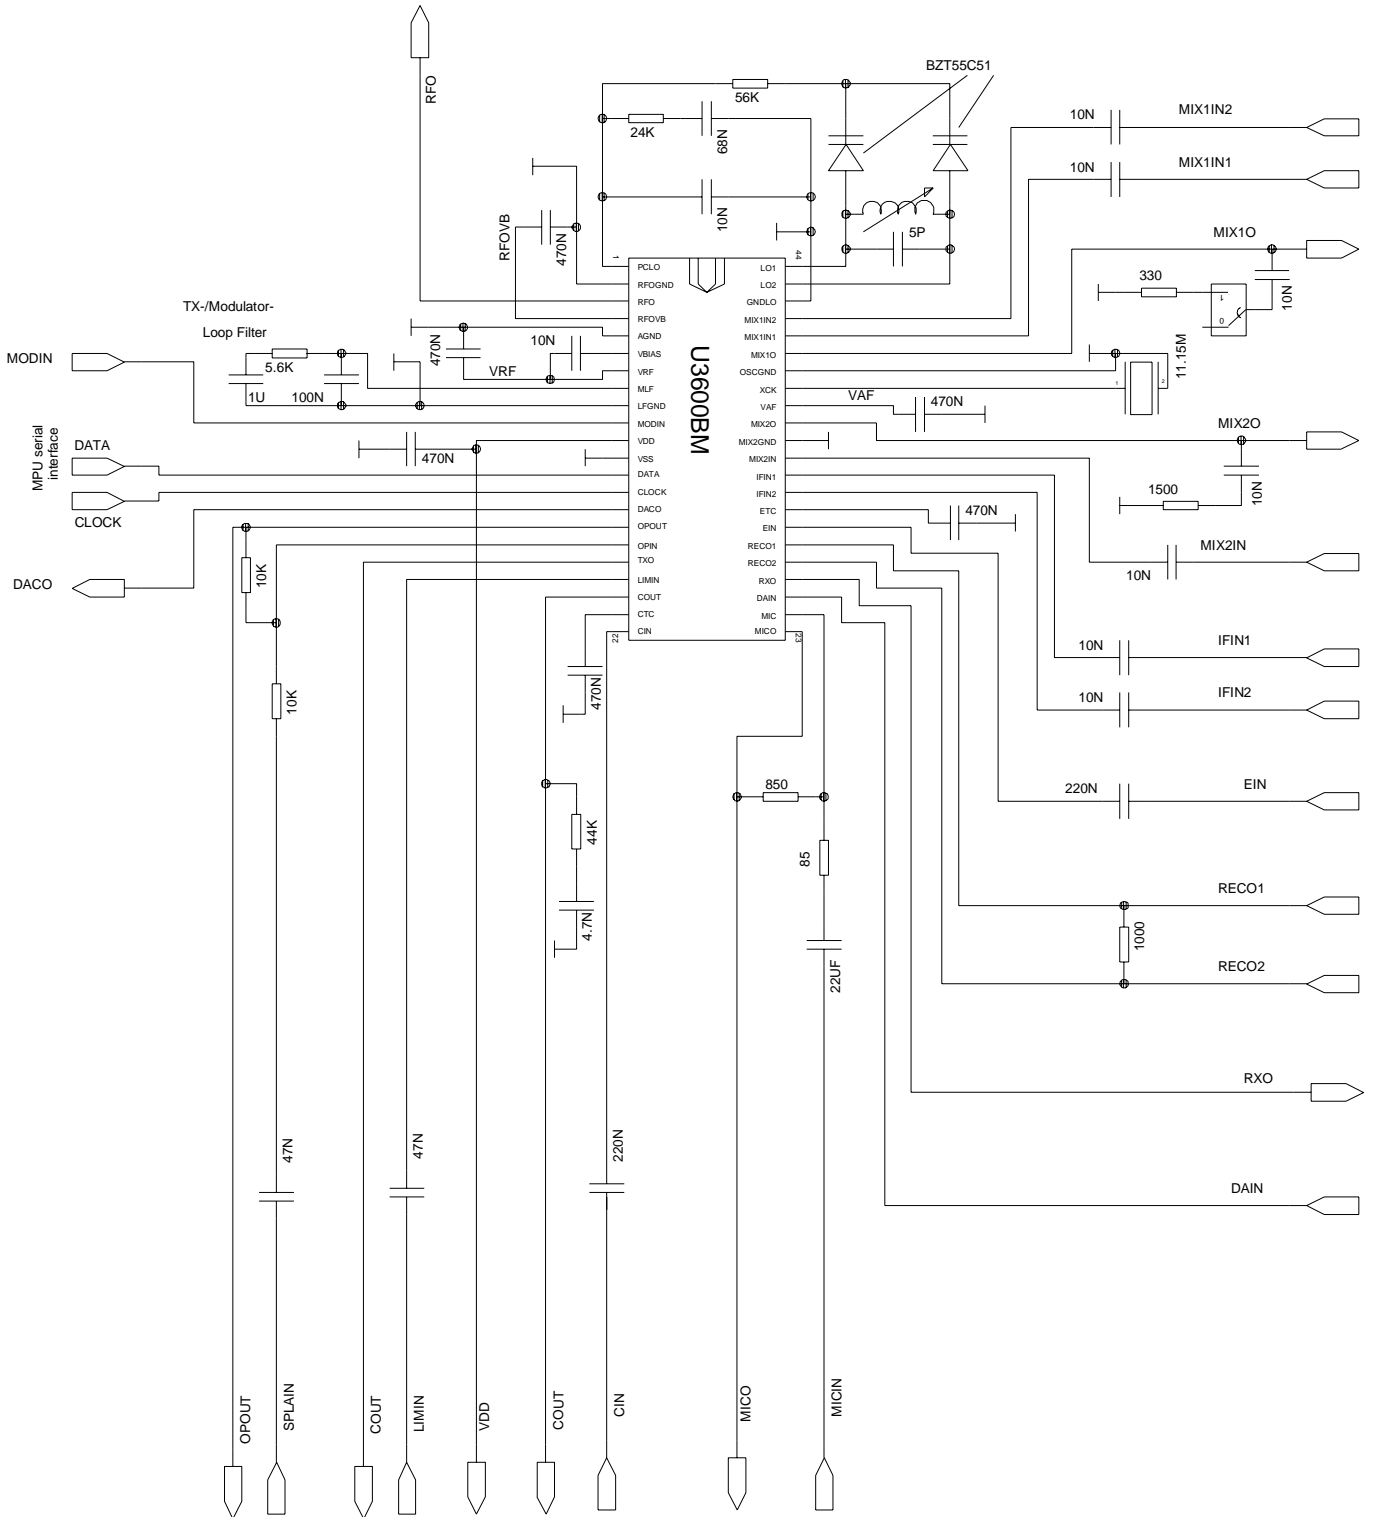 RFO
BZT55C51
56K
24K
68N
10N
10N
MIX1IN2
10N
MIX1IN1
RFOVB
470N
5P
MIX1O
10N
330
1
0
11.15M
1
2
TX-/Modulator-
Loop Filter
470N
10N
VRF
5.6K
1U
100N
MODIN
MPU serial
interface
DATA
CLOCK
DACO
470N
U3600BM
1
44
22
23
PCLO
RFOGND
RFO
RFOVB
AGND
VBIAS
VRF
MLF
LFGND
MODIN
VDD
VSS
DATA
CLOCK
DACO
OPOUT
OPIN
TXO
LIMIN
COUT
CTC
CIN
LO1
LO2
GNDLO
MIX1IN2
MIX1IN1
MIX1O
OSCGND
XCK
VAF
MIX2O
MIX2GND
MIX2IN
IFIN1
IFIN2
ETC
EIN
RECO1
RECO2
RXO
DAIN
MIC
MICO
VAF
470N
MIX2O
10N
1500
470N
MIX2IN
10N
10K
10K
470N
10N
IFIN1
10N
IFIN2
850
220N
EIN
44K
85
4.7N
22UF
RECO1
1000
RECO2
RXO
47N
47N
220N
DAIN
OPOUT
SPLAIN
COUT
LIMIN
VDD
COUT
CIN
MICO
MICIN